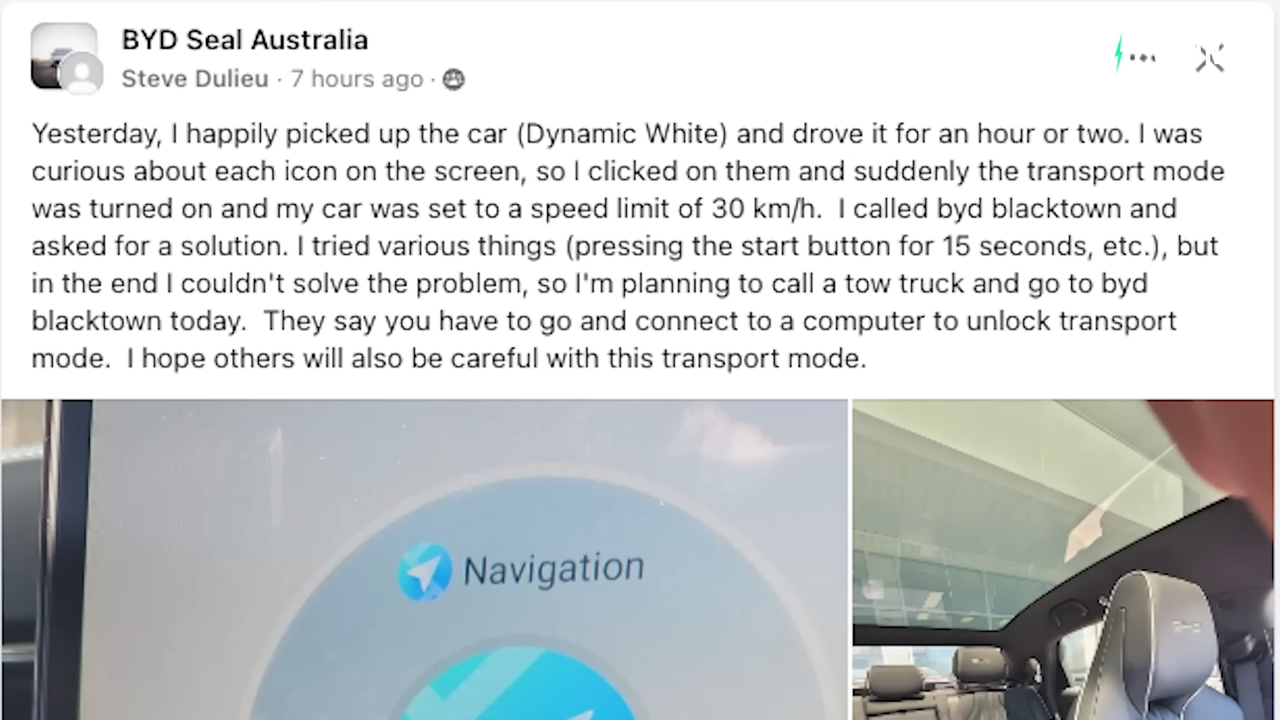 BYD Seal Australia
Steve Dulieu · 7 hours ago ·
Yesterday, I happily picked up the car (Dynamic White) and drove it for an hour or two. I was
curious about each icon on the screen, so I clicked on them and suddenly the transport mode
was turned on and my car was set to a speed limit of 30 km/h.  I called byd blacktown and
asked for a solution. I tried various things (pressing the start button for 15 seconds, etc.), but
in the end I couldn't solve the problem, so I'm planning to call a tow truck and go to byd
blacktown today.  They say you have to go and connect to a computer to unlock transport
mode.  I hope others will also be careful with this transport mode.
Navigation